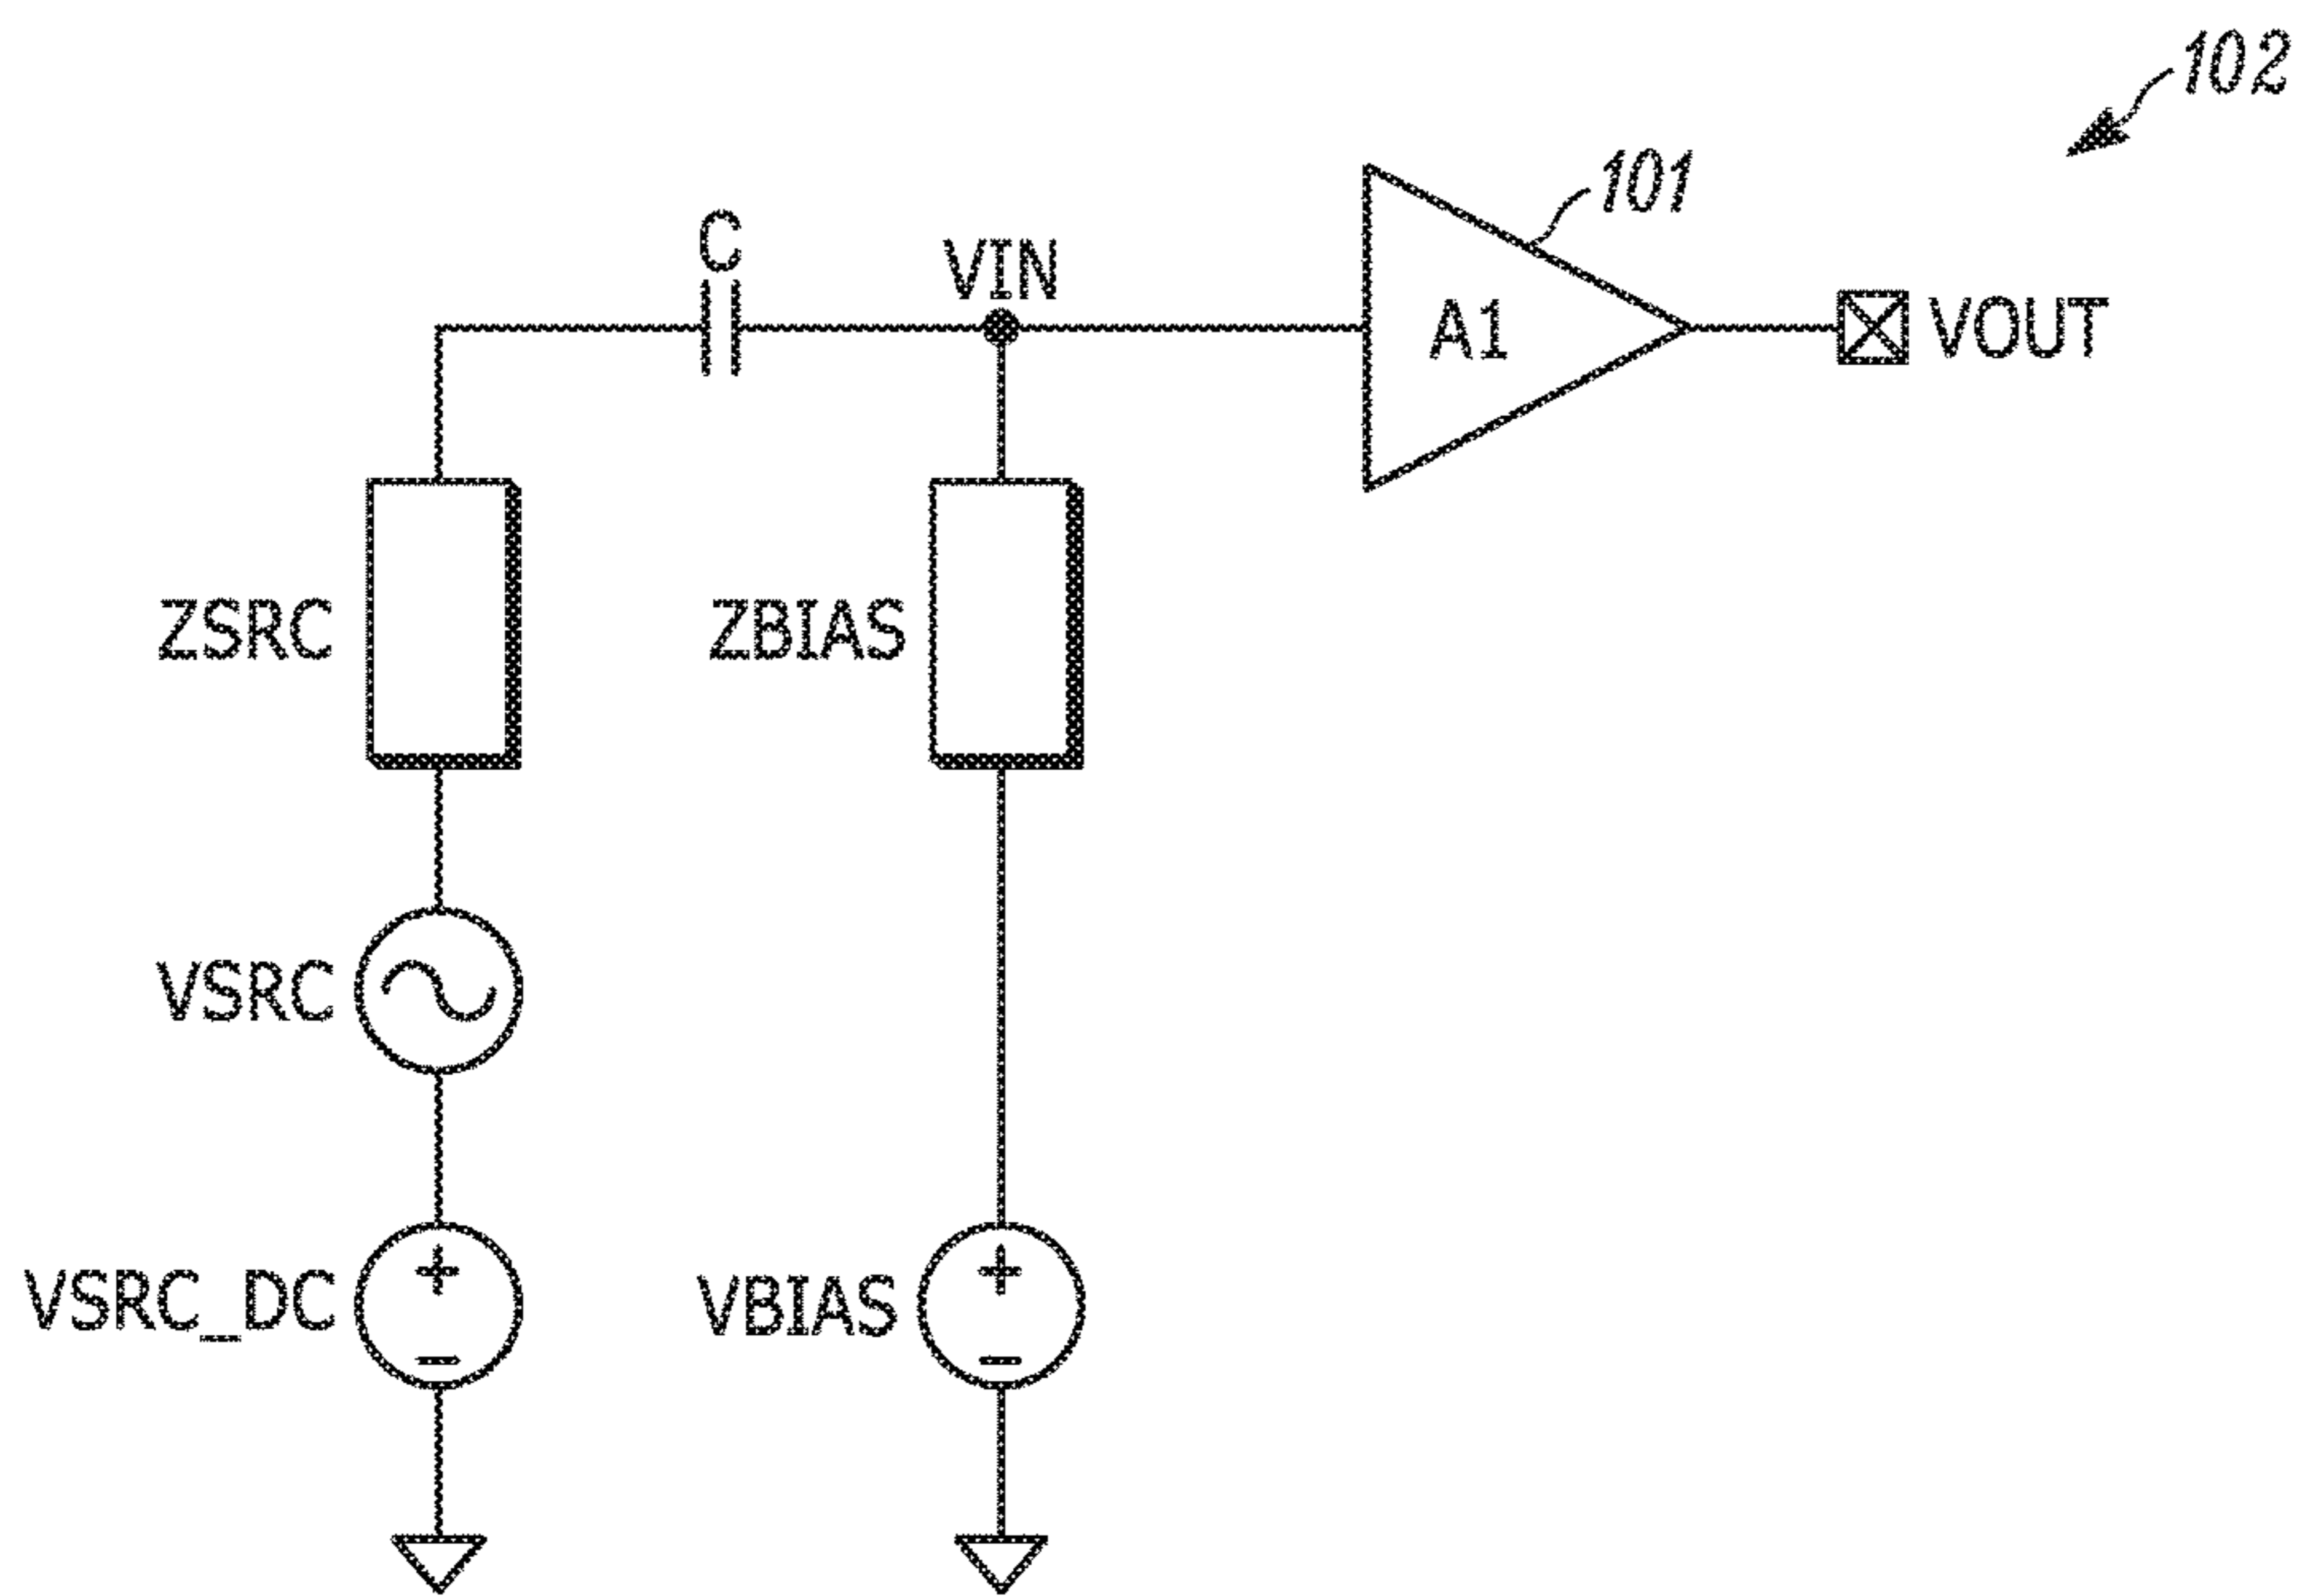 102
101
C
VIN
A1
VOUT
ZSRC
ZBIAS
VSRC
VSRC_DC
VBIAS